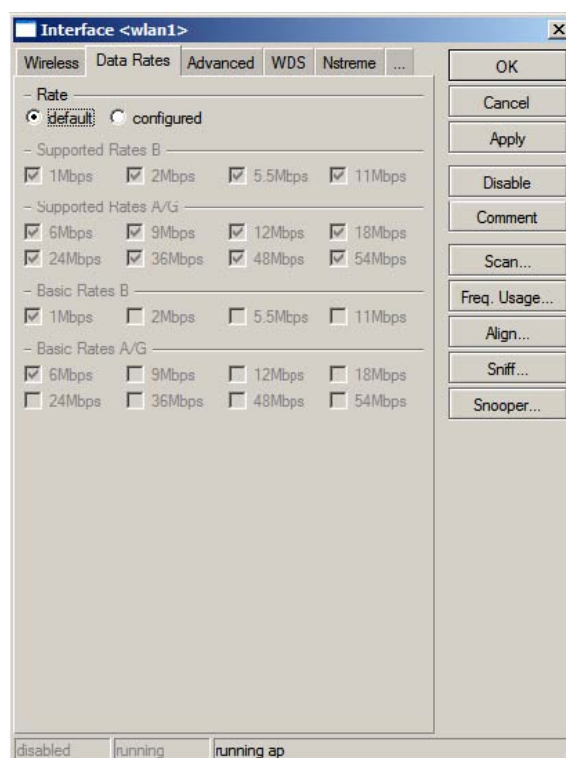 Interface <wlan1>
Wireless Data Rates Advanced WDS Nstreme ...
Rate
default configured
Supported Rates B
1Mbps 2Mbps 5.5Mbps 11Mbps
Supported Rates A/G
6Mbps 9Mbps 12Mbps 18Mbps
24Mbps 36Mbps 48Mbps 54Mbps
Basic Rates B
1Mbps 2Mbps 5.5Mbps 11Mbps
Basic Rates A/G
6Mbps 9Mbps 12Mbps 18Mbps
24Mbps 36Mbps 48Mbps 54Mbps
OK
Cancel
Apply
Disable
Comment
Scan...
Freq. Usage...
Align...
Sniff...
Snooper...
disabled running running ap